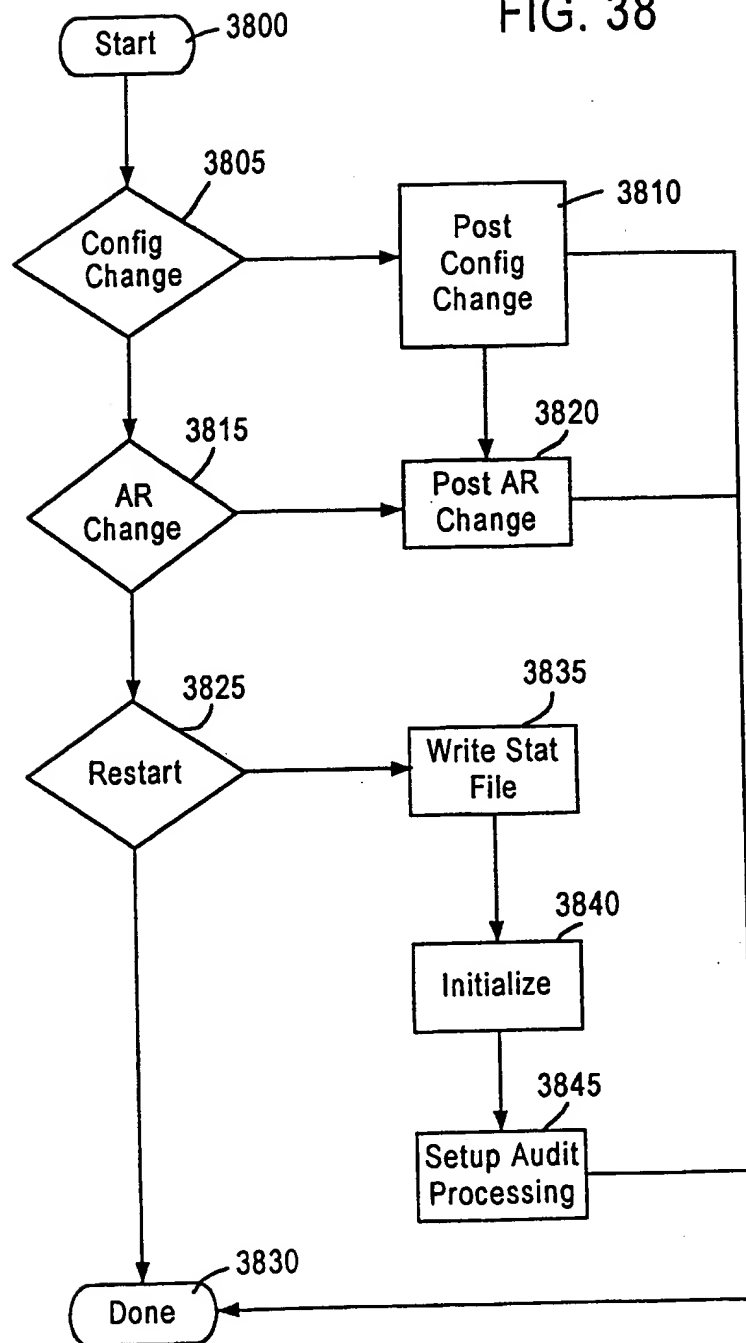 FIG. 38
Start
3800
3805
Config
Change
3810
Post
Config
Change
3815
AR
Change
3820
Post AR
Change
3825
Restart
3835
Write Stat
File
3840
Initialize
3845
Setup Audit
Processing
3830
Done